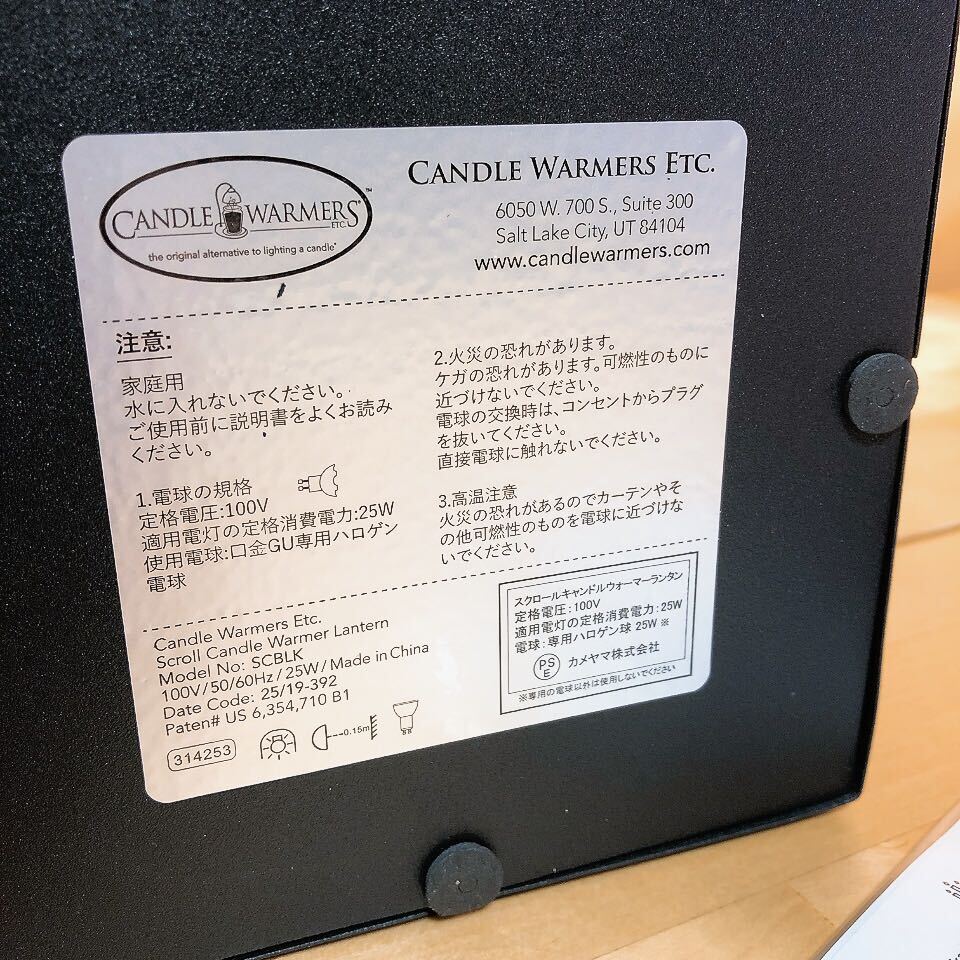 CANDLE WARMERS ETC.® ™
the original alternative to lighting a candle®
CANDLE WARMERS ETC.
6050 W. 700 S., Suite 300
Salt Lake City, UT 84104
www.candlewarmers.com
注意:
家庭用
水に入れないでください。
ご使用前に説明書をよくお読み
ください。
1.電球の規格
定格電圧:100V
適用電灯の定格消費電力:25W
使用電球:口金GU専用ハロゲン
電球
2.火災の恐れがあります。
ケガの恐れがあります。可燃性のものに
近づけないでください。
電球の交換時は、コンセントからプラグ
を抜いてください。
直接電球に触れないでください。
3.高温注意
火災の恐れがあるのでカーテンやそ
の他可燃性のものを電球に近づけな
いでください。
Candle Warmers Etc.
Scroll Candle Warmer Lantern
Model No: SCBLK
100V/50/60Hz/25W/Made in China
Date Code: 25/19-392
Paten# US 6,354,710 B1
314253
0.15m
スクロールキャンドルウォーマーランタン
定格電圧:100V
適用電灯の定格消費電力:25W
電球:専用ハロゲン球 25W ※
PSE カメヤマ株式会社
※専用の電球以外は使用しないでください